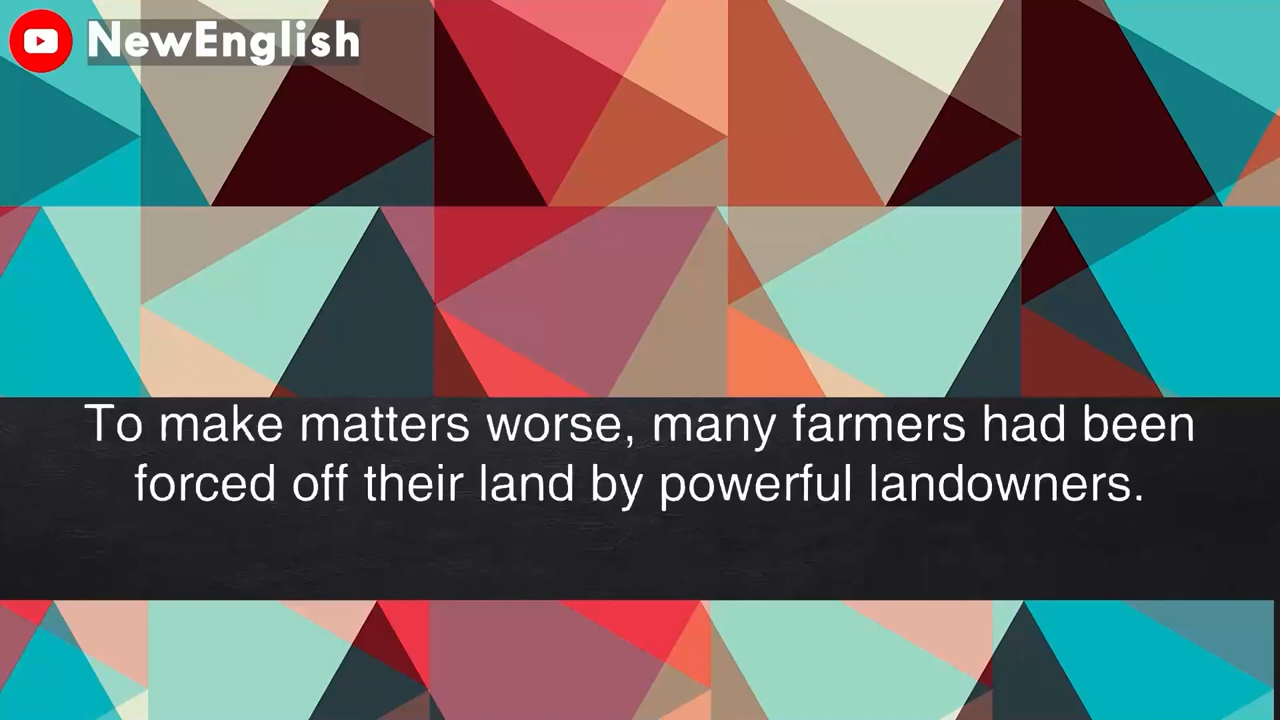 NewEnglish
To make matters worse, many farmers had been
forced off their land by powerful landowners.